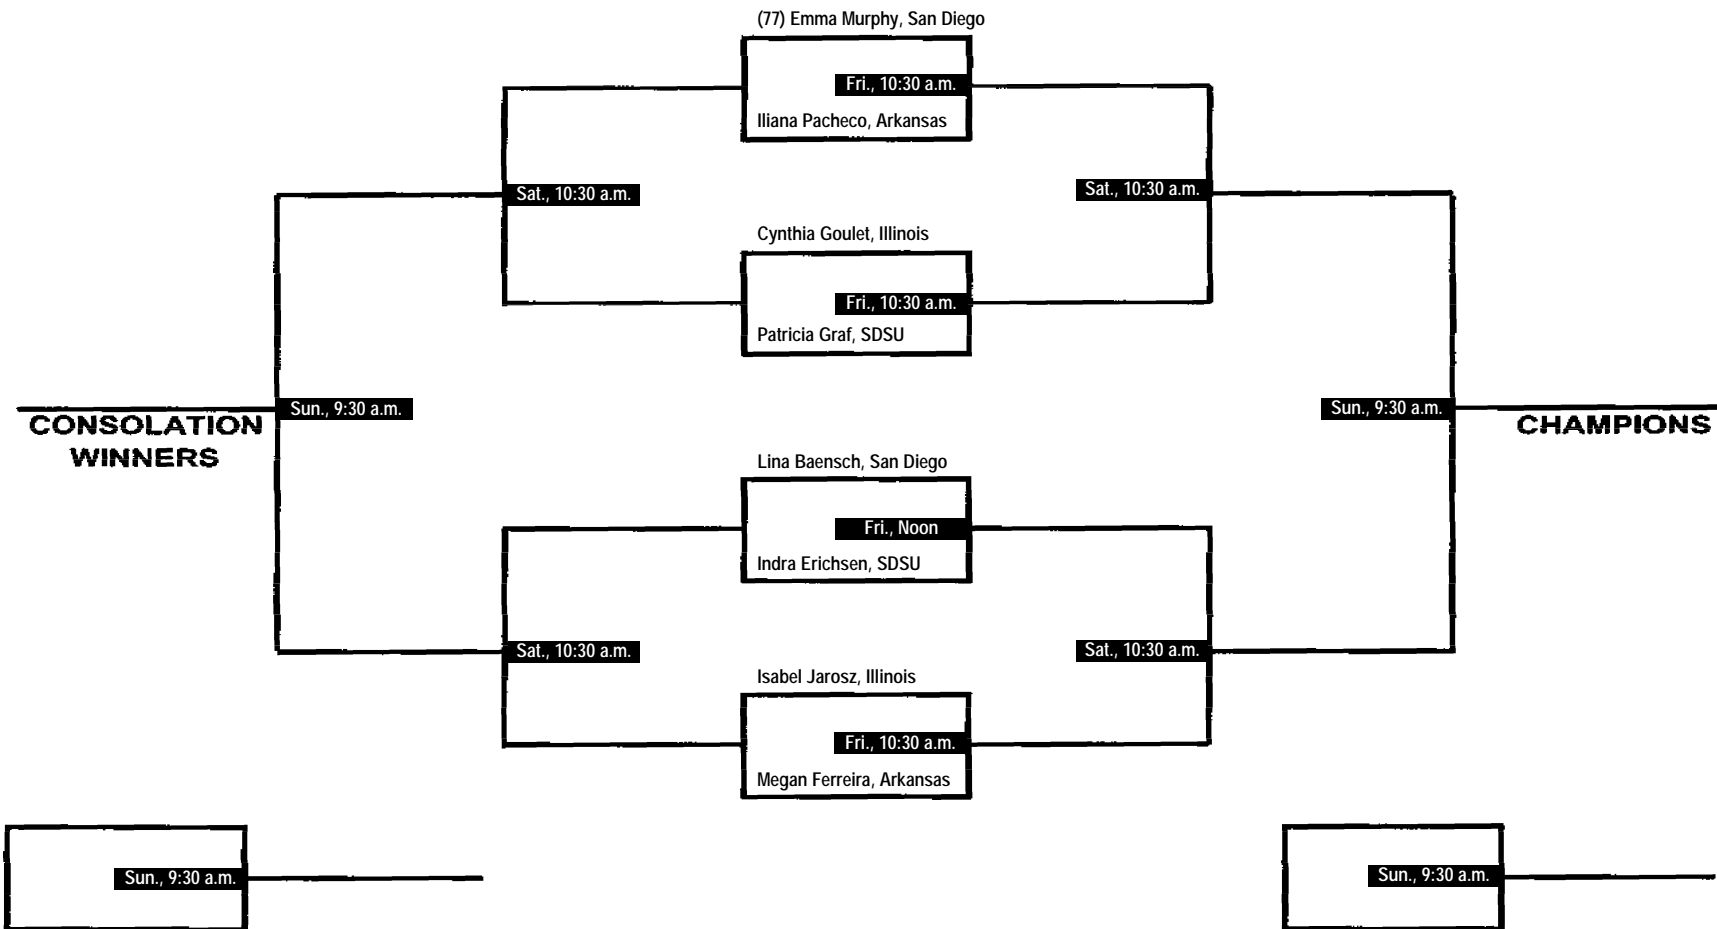 (77) Emma Murphy, San Diego
Fri., 10:30 a.m.
Iliana Pacheco, Arkansas
Sat., 10:30 a.m.
Sat., 10:30 a.m.
Cynthia Goulet, Illinois
Fri., 10:30 a.m.
Patricia Graf, SDSU
Sun., 9:30 a.m.
Sun., 9:30 a.m.
CONSOLATION
WINNERS
CHAMPIONS
Lina Baensch, San Diego
Fri., Noon
Indra Erichsen, SDSU
Sat., 10:30 a.m.
Sat., 10:30 a.m.
Isabel Jarosz, Illinois
Fri., 10:30 a.m.
Megan Ferreira, Arkansas
Sun., 9:30 a.m.
Sun., 9:30 a.m.